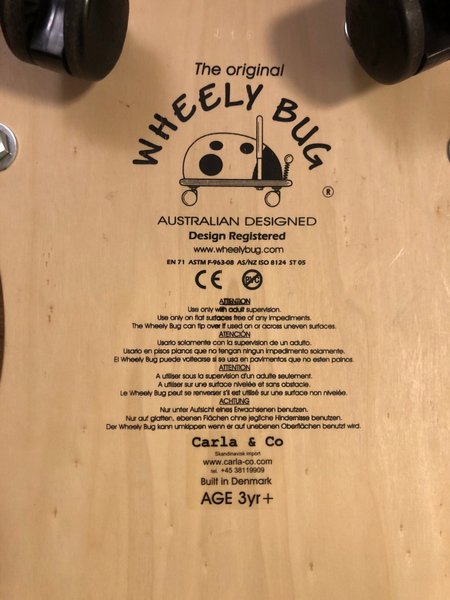 The original
WHEELY BUG
®
AUSTRALIAN DESIGNED
Design Registered
www.wheelybug.com
EN 71 ASTM F-963-08 AS/NZ ISO 8124 ST 05
CE PVC
ATTENTION
Use only with adult supervision.
Use only on flat surfaces free of any impediments.
The Wheely Bug can tip over if used on or across uneven surfaces.
ATENCIÓN
Usarlo solamente con la supervision de un adulto.
Usarlo en pisos planos que no tengan ningun impedimento solamente.
El Wheely Bug puede voltearse si se usa en pavimentos que no esten palnos.
ATTENTION
A utiliser sous la supervision d'un adulte seulement.
A utiliser sur une surface nivelée et sans obstacle.
Le Wheely Bug peut se renverser s'il est utilisé sur une surface non nivelée.
ACHTUNG
Nur unter Aufsicht eines Erwachsenen benutzen.
Nur auf glatten, ebenen Flächen ohne jegliche Hindernisse benutzen.
Der Wheely Bug kann umkippen wenn er auf unebenen Oberflächen benutzt wird.
Carla & Co
Skandinavisk import
www.carla-co.com
tel. +45 38119909
Built in Denmark
AGE 3yr+